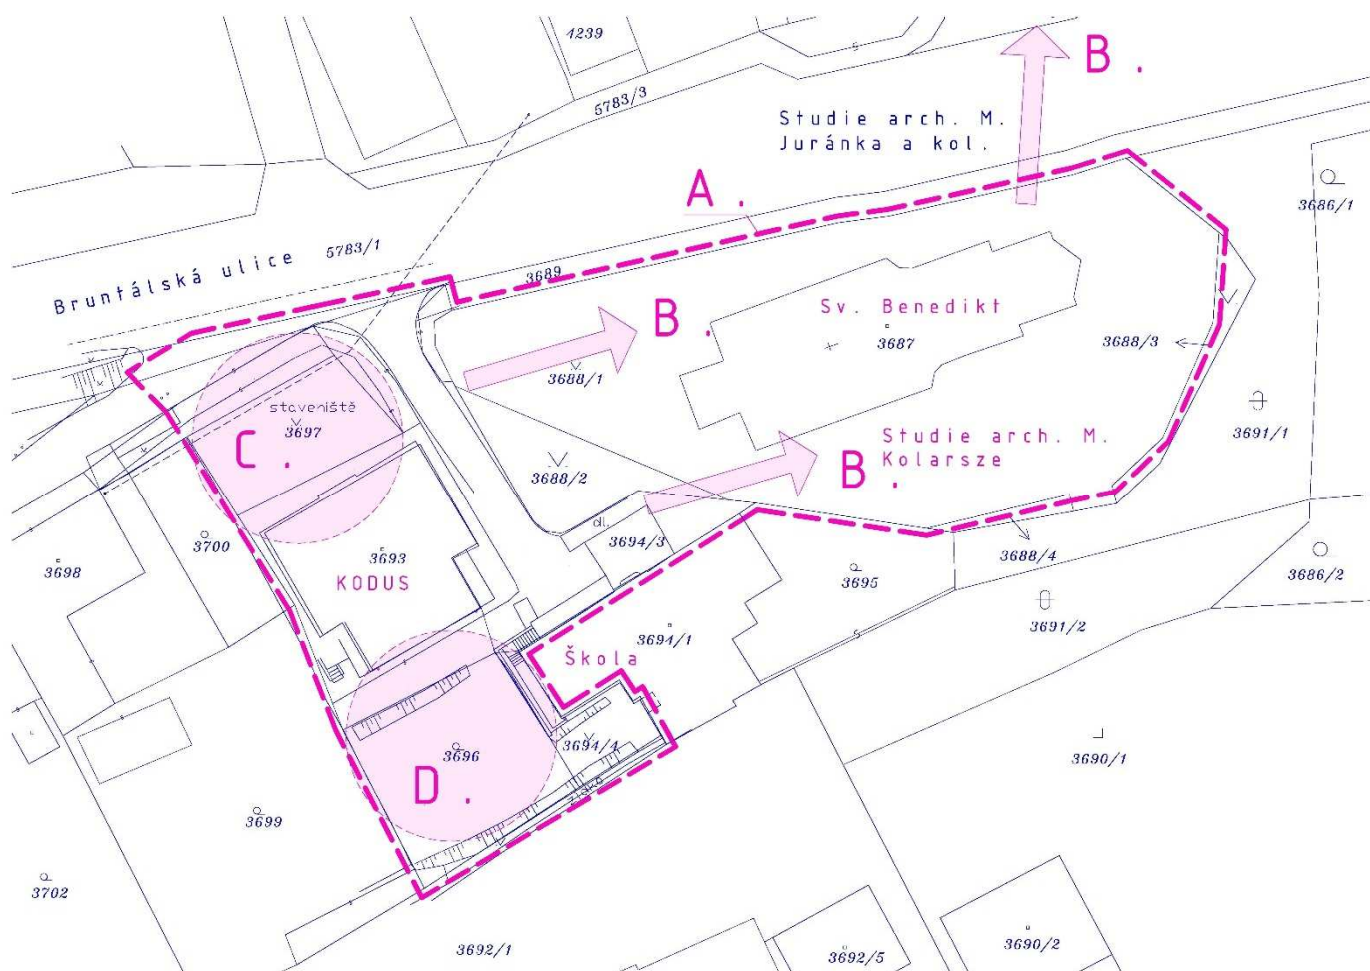 4239
5783/3
B .
Studie arch. M.
Juránka a kol.
A .
3686/1
5783/1
Bruntálská ulice
3689
Sv. Benedikt
3687
B .
3688/1
3688/3
staveniště
3697
C .
3691/1
Studie arch. M.
Kolarsze
B .
3688/2
dl.
3694/3
3700
3693
KODUS
3698
3695
3688/4
3686/2
3691/2
3694/1
Škola
3694/4
3696
D .
3690/1
3699
3702
3692/1
3692/5
3690/2